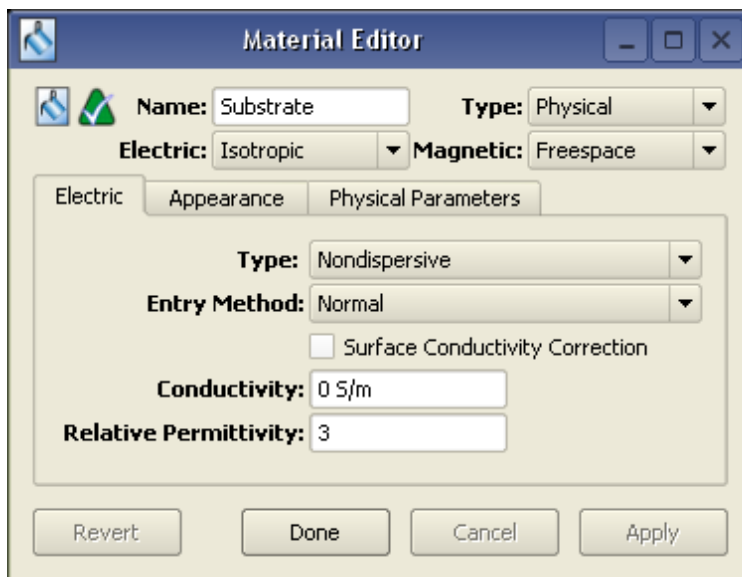 Material Editor
Name: Substrate Type: Physical
Electric: Isotropic Magnetic: Freespace
Electric Appearance Physical Parameters
Type: Nondispersive
Entry Method: Normal
Surface Conductivity Correction
Conductivity: 0 S/m
Relative Permittivity: 3
Revert Done Cancel Apply